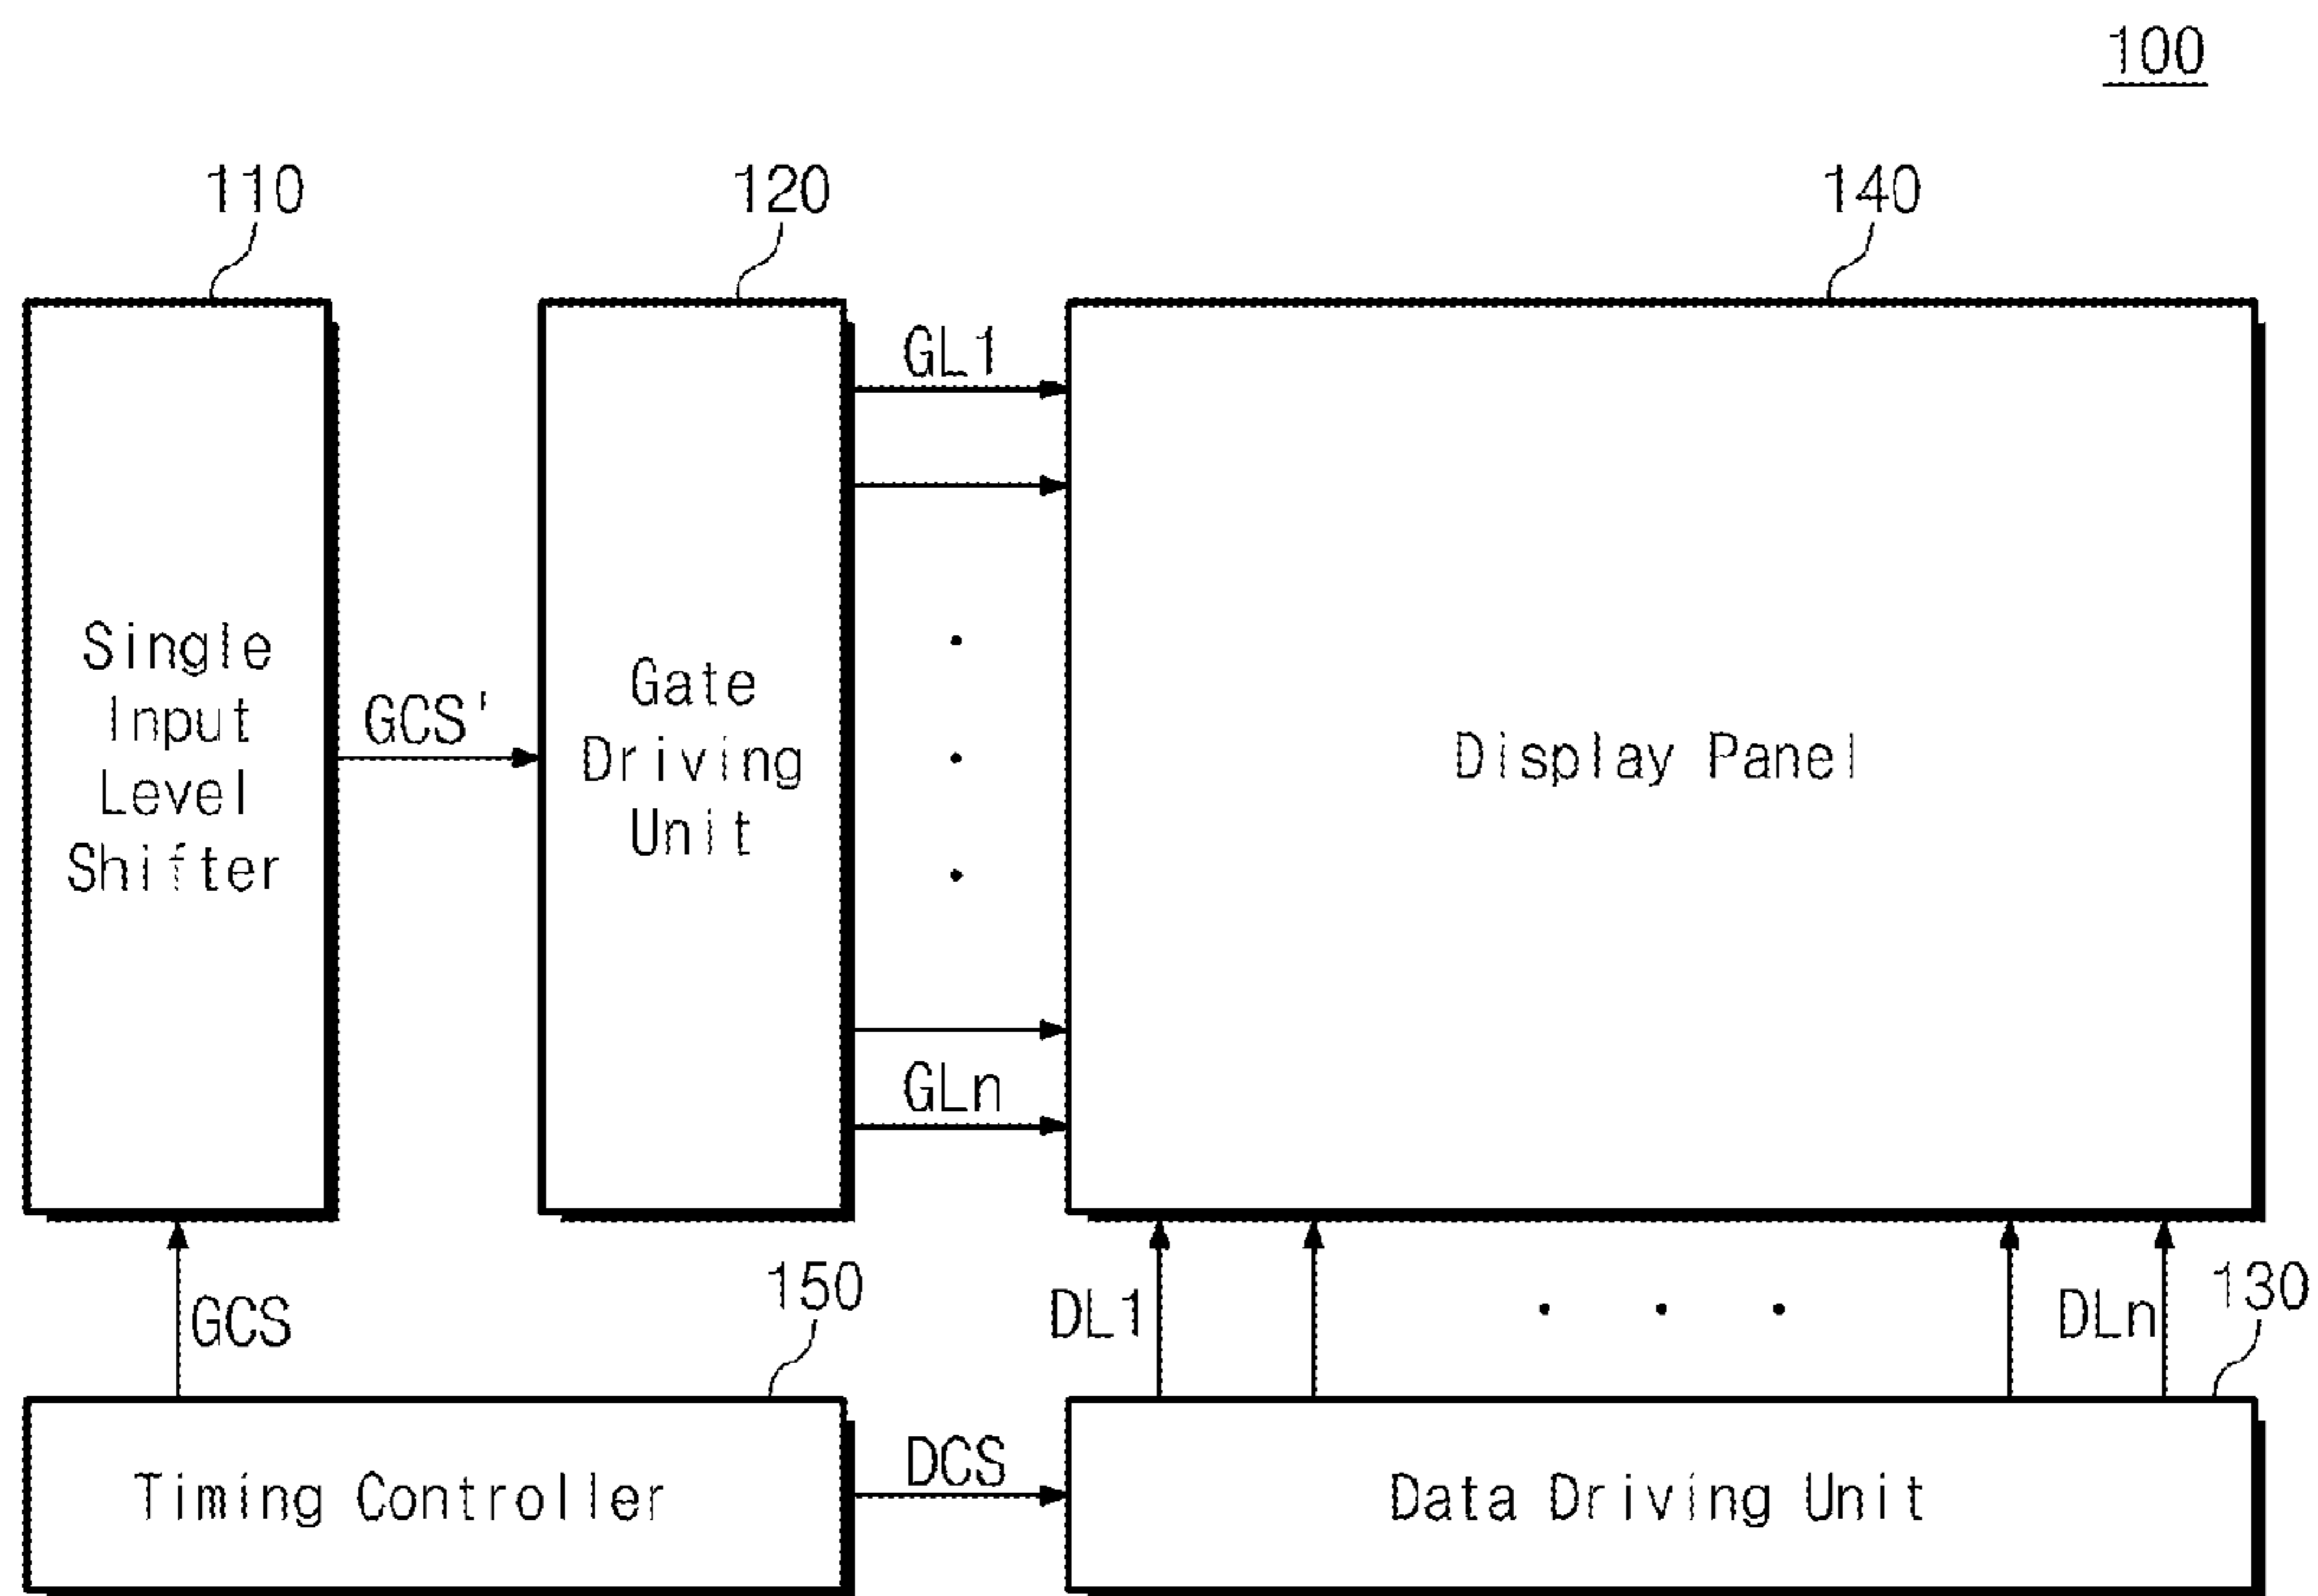 100
110
120
140
GL1
Single
Input
Level
Shifter
GCS'
Gate
Driving
Unit
Display Panel
GLn
GCS
150
DL1
DLn
130
Timing Controller
DCS
Data Driving Unit